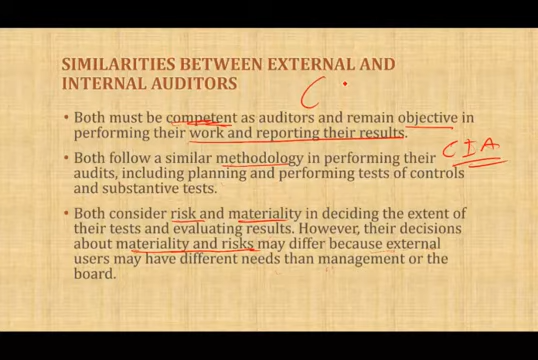 SIMILARITIES BETWEEN EXTERNAL AND
INTERNAL AUDITORS
• Both must be competent as auditors and remain objective in
performing their work and reporting their results.
• Both follow a similar methodology in performing their
audits, including planning and performing tests of controls
and substantive tests.
CIA
• Both consider risk and materiality in deciding the extent of
their tests and evaluating results. However, their decisions
about materiality and risks may differ because external
users may have different needs than management or the
board.